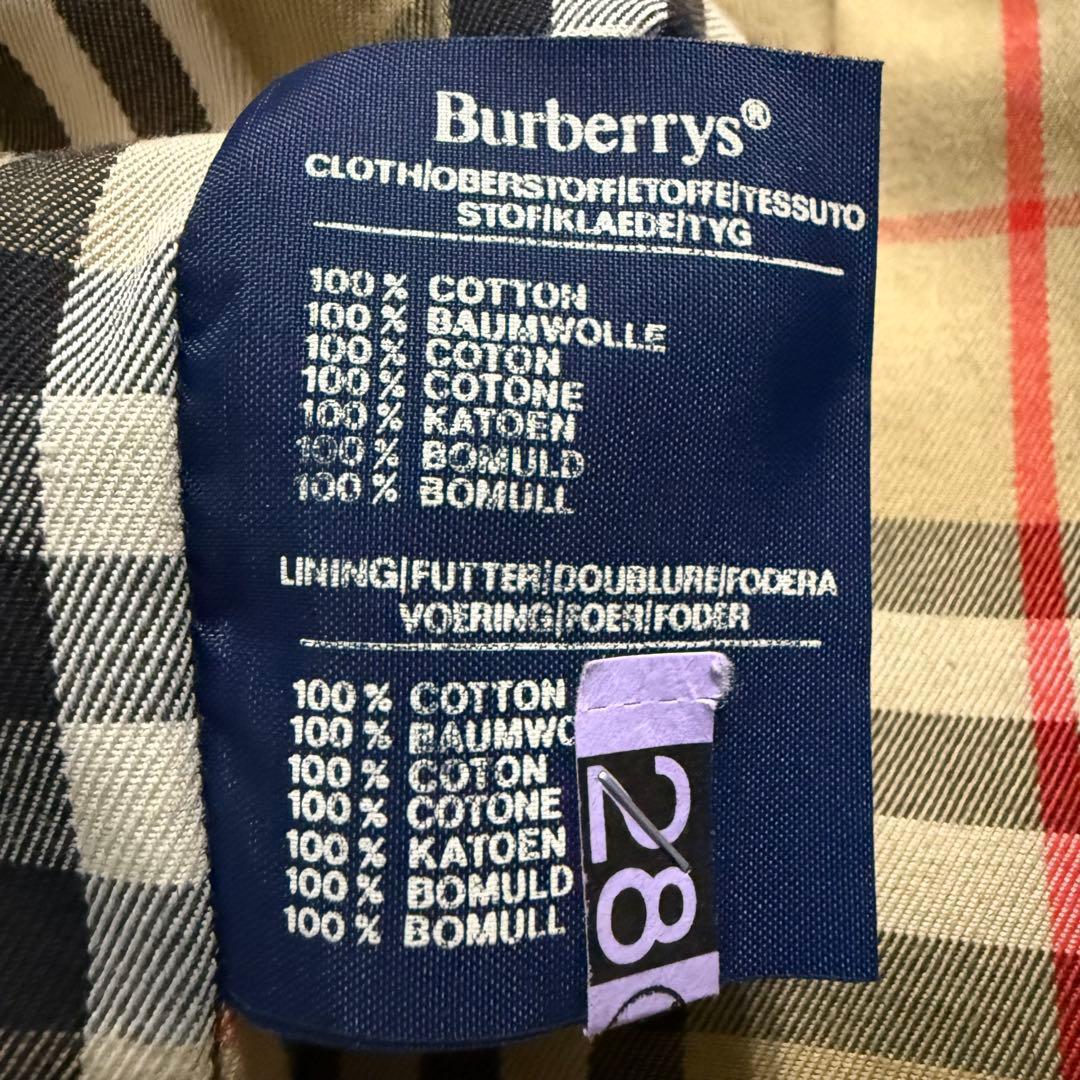 Burberrys®
CLOTH/OBERSTOFF/ETOFFE/TESSUTO
STOF/KLAEDE/TYG
100 % COTTON
100 % BAUMWOLLE
100 % COTON
100 % COTONE
100 % KATOEN
100 % BOMULD
100 % BOMULL
LINING/FUTTER/DOUBLURE/FODERA
VOERING/FOER/FODER
100 % COTTON
100 % BAUMWO
100 % COTON
100 % COTONE
100 % KATOEN
100 % BOMULD
100 % BOMULL
28